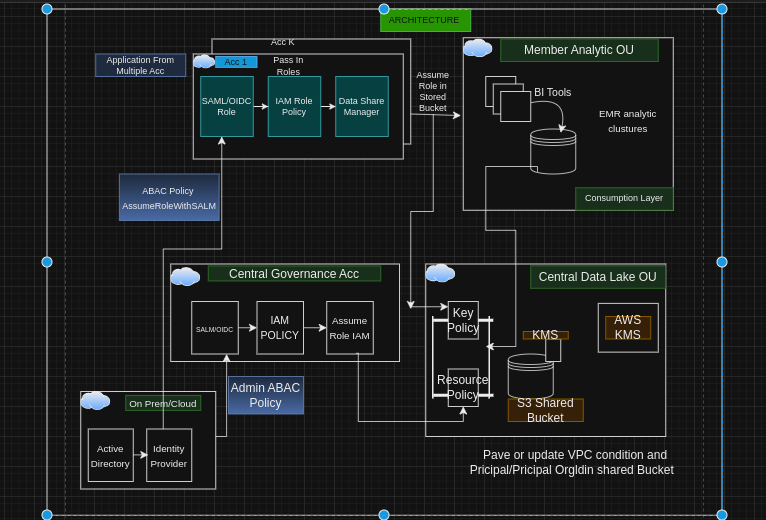 ARCHITECTURE
Acc K
Application From
Multiple Acc
Acc 1
Pass In
Roles
SAML/OIDC
Role
IAM Role
Policy
Data Share
Manager
Assume
Role in
Stored
Bucket
Member Analytic OU
BI Tools
EMR analytic
clustures
Consumption Layer
ABAC Policy
AssumeRoleWithSALM
Central Governance Acc
SALM/OIDC
IAM
POLICY
Assume
Role IAM
Central Data Lake OU
Key
Policy
KMS
AWS
KMS
Resource
Policy
S3 Shared
Bucket
Admin ABAC
Policy
On Prem/Cloud
Active
Directory
Identity
Provider
Pave or update VPC condition and
Pricipal/Pricipal OrgIdin shared Bucket